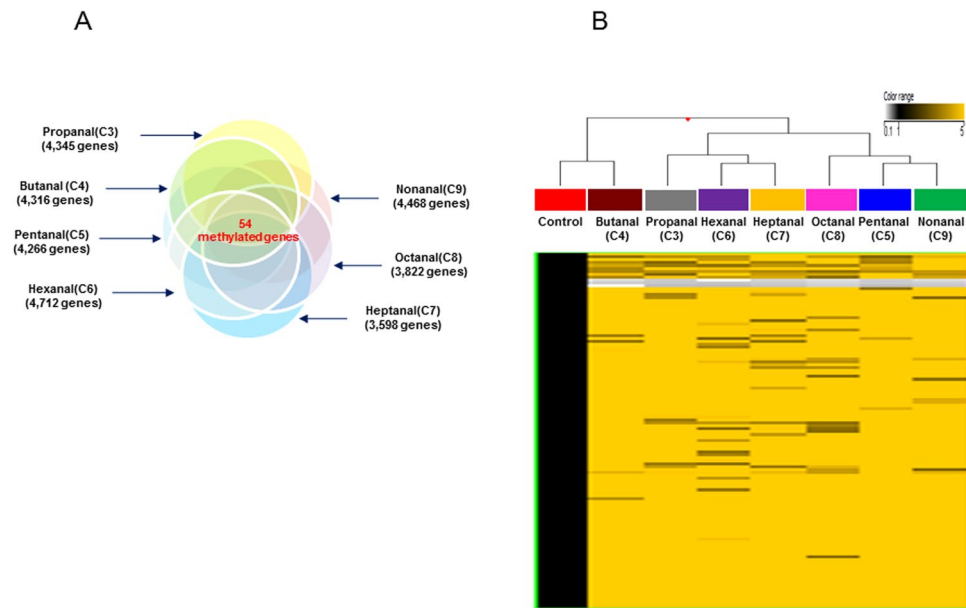 A
Propanal(C3)
(4,345 genes)
Butanal (C4)
(4,316 genes)
Pentanal(C5)
(4,266 genes)
Hexanal(C6)
(4,712 genes)
54
methylated genes
Nonanal(C9)
(4,468 genes)
Octanal(C8)
(3,822 genes)
Heptanal(C7)
(3,598 genes)
B
Color range
0.1 1 5
Control Butanal Propanal Hexanal Heptanal Octanal Pentanal Nonanal
(C4) (C3) (C6) (C7) (C8) (C5) (C9)